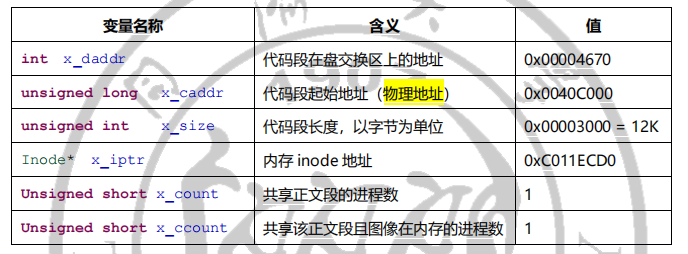 变量名称 含义 值
int x_daddr 代码段在盘交换区上的地址 0x00004670
unsigned long x_caddr 代码段起始地址（物理地址） 0x0040C000
unsigned int x_size 代码段长度，以字节为单位 0x00003000 = 12K
Inode* x_iptr 内存 inode 地址 0xC011ECD0
Unsigned short x_count 共享正文段的进程数 1
Unsigned short x_ccount 共享该正文段且图像在内存的进程数 1